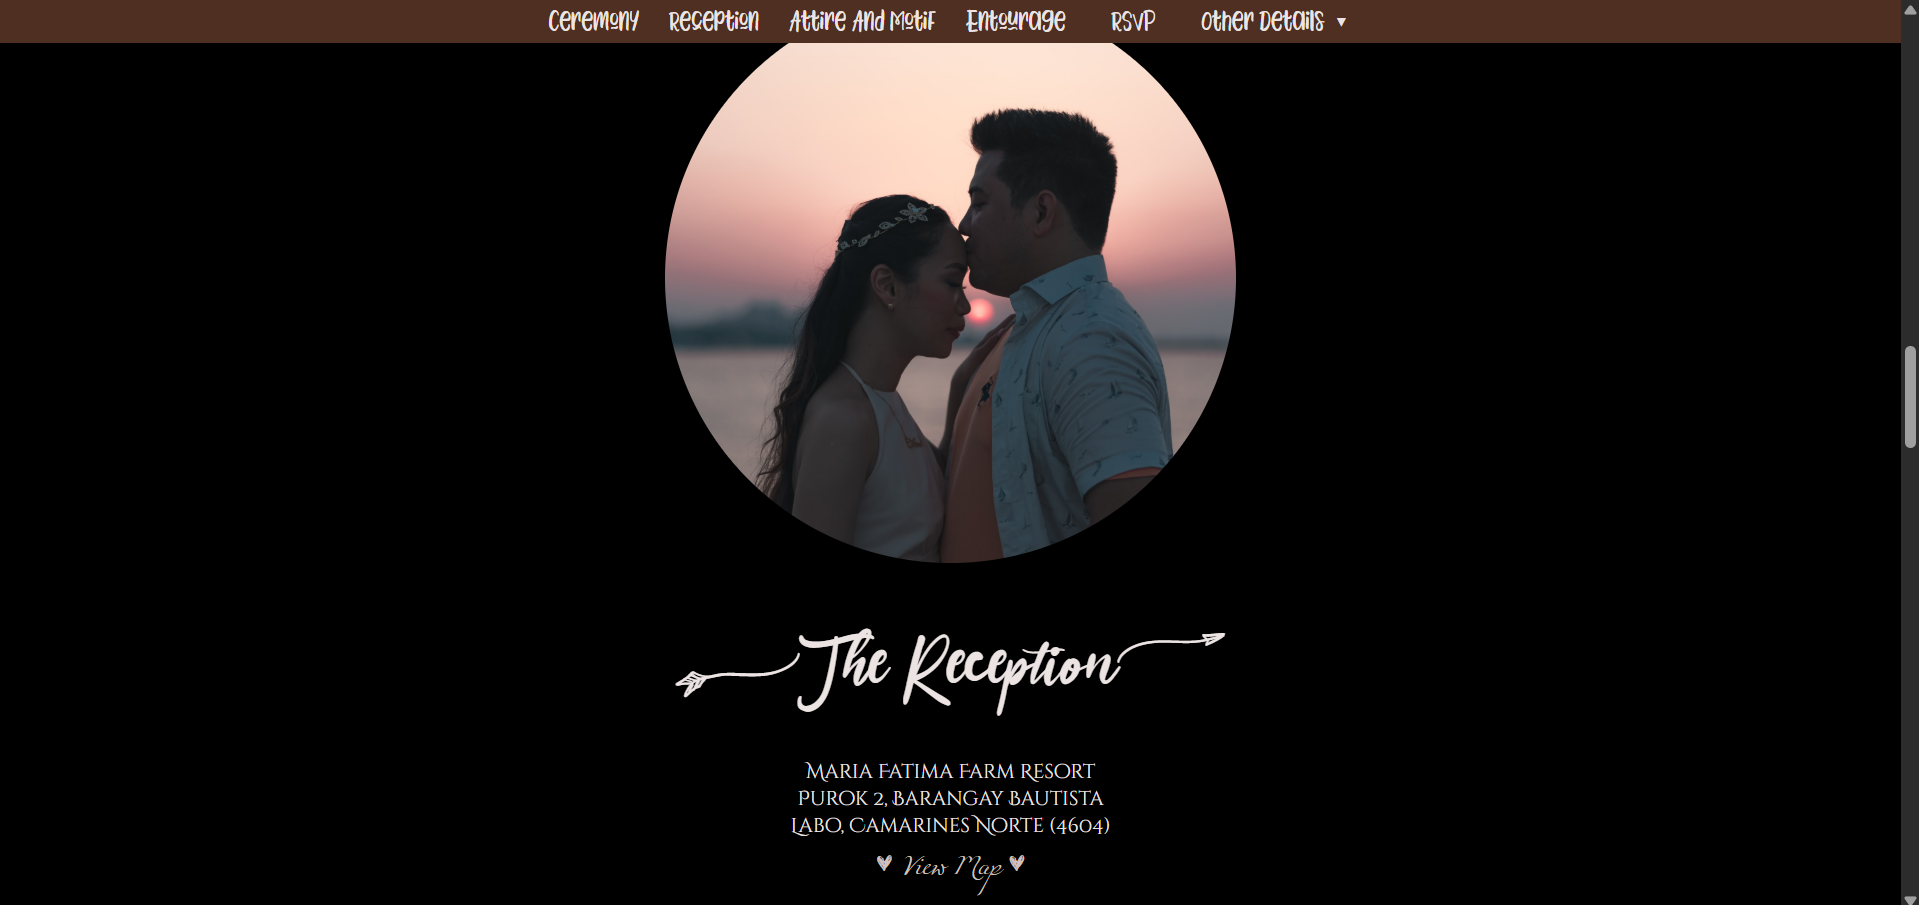 Ceremony Reception Attire And Motif Entourage RSVP Other Details ▼
The Reception
Maria Fatima Farm Resort
Purok 2, Barangay Bautista
Labo, Camarines Norte (4604)
View Map